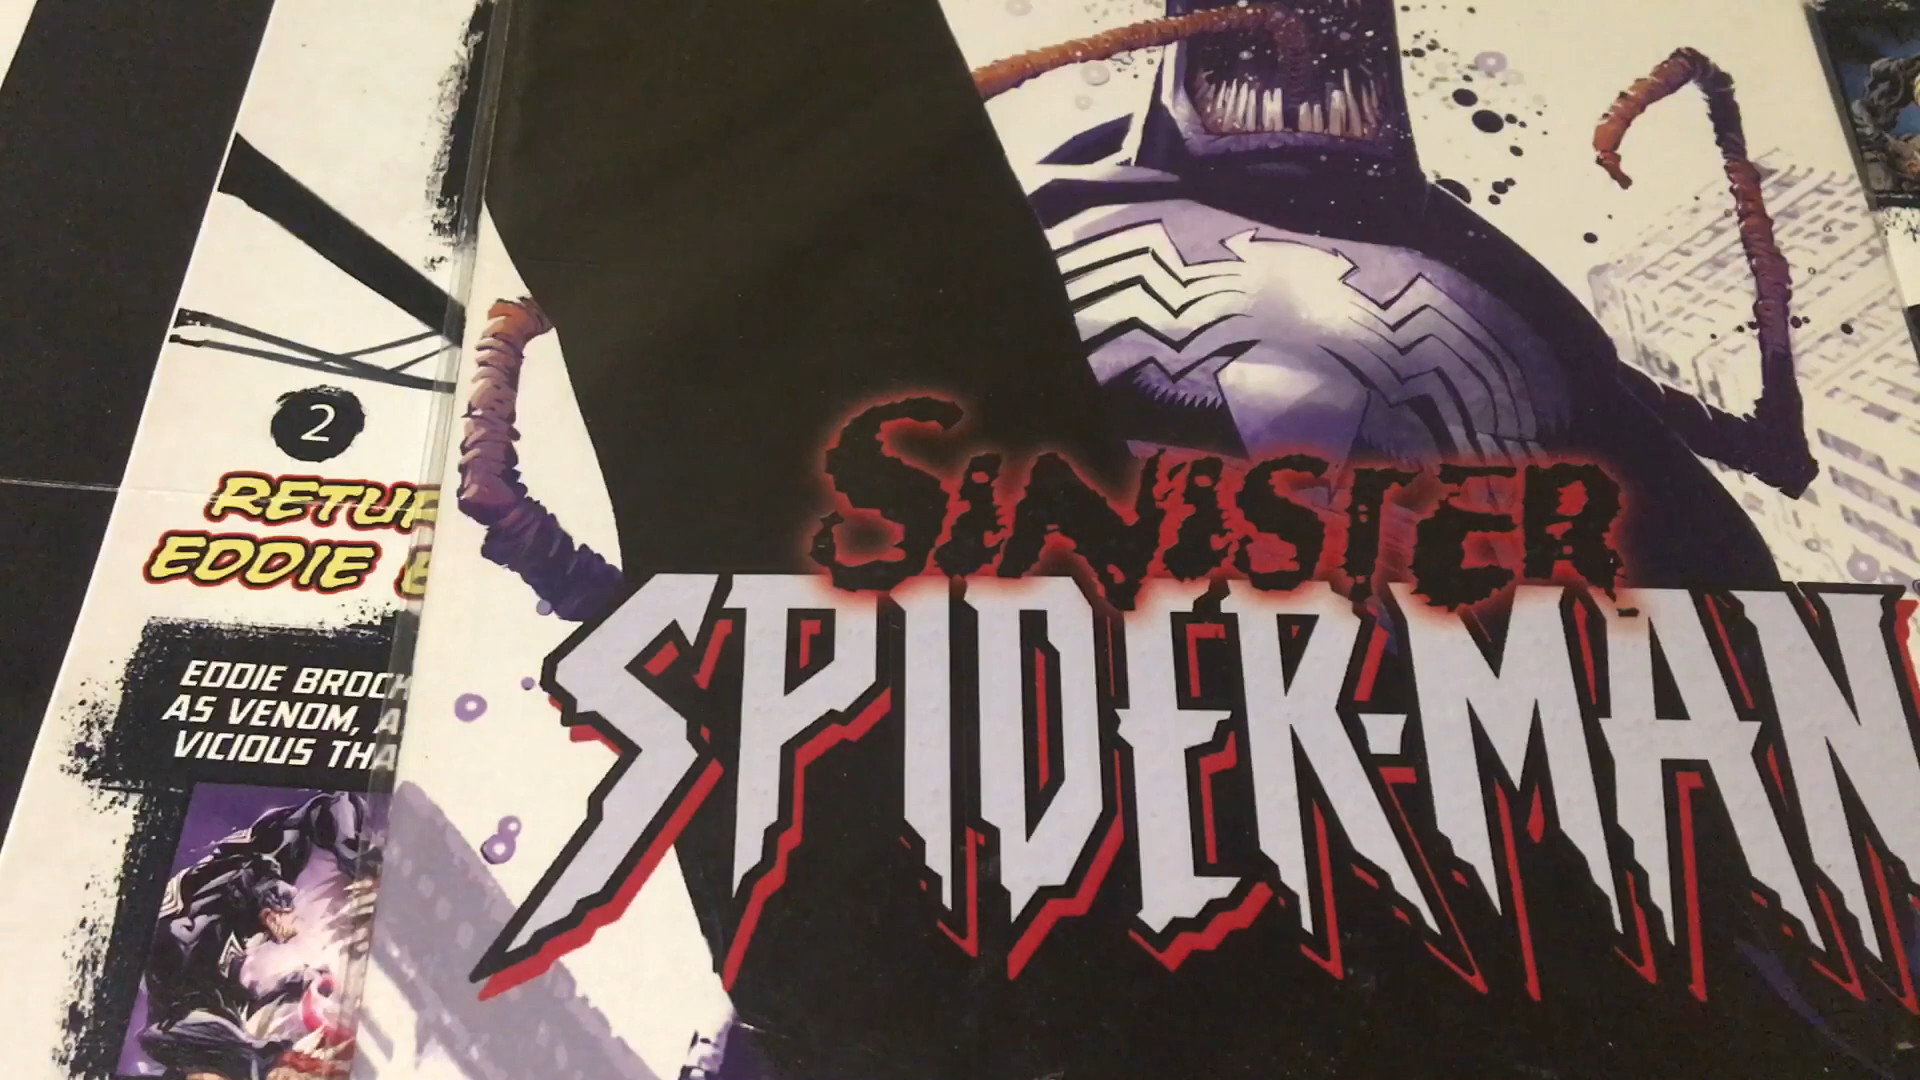 2
RETUR
EDDIE
EDDIE BROCK
AS VENOM, A
VICIOUS THA
SINISTER
SPIDER-MAN